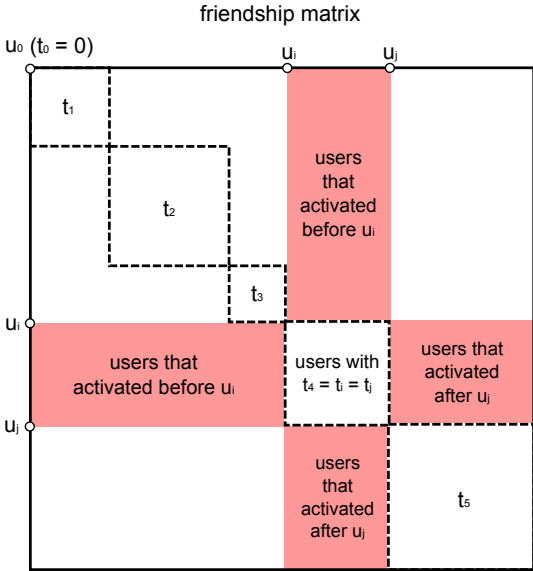 friendship matrix
u₀ (t₀ = 0)
uᵢ
uⱼ
t₁
users
that
activated
before uᵢ
t₂
t₃
uᵢ
users that
activated before uᵢ
users with
t₄ = tᵢ = tⱼ
users that
activated
after uⱼ
uⱼ
users
that
activated
after uⱼ
t₅